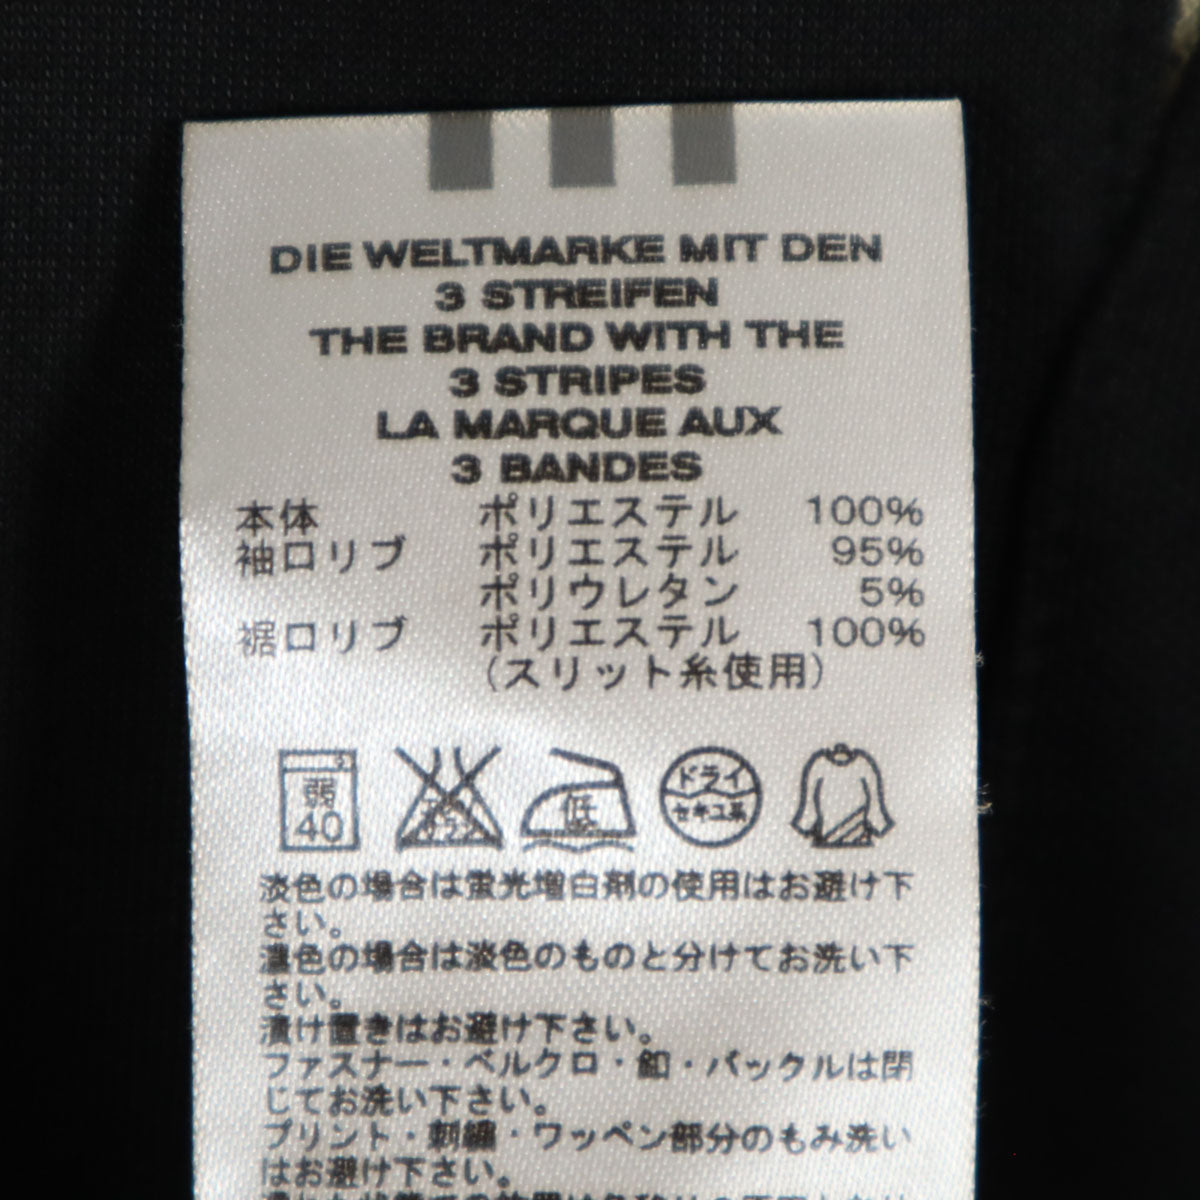 DIE WELTMARKE MIT DEN
3 STREIFEN
THE BRAND WITH THE
3 STRIPES
LA MARQUE AUX
3 BANDES
本体 ポリエステル 100%
袖口リブ ポリエステル 95%
ポリウレタン 5%
裾口リブ ポリエステル 100%
(スリット糸使用)
弱
40
エンソ
サラシ
低
ドライ
セキユ系
淡色の場合は蛍光増白剤の使用はお避け下
さい。
濃色の場合は淡色のものと分けてお洗い下
さい。
漬け置きはお避け下さい。
ファスナー・ベルクロ・釦・バックルは閉
じてお洗い下さい。
プリント・刺繍・ワッペン部分のもみ洗い
はお避け下さい。